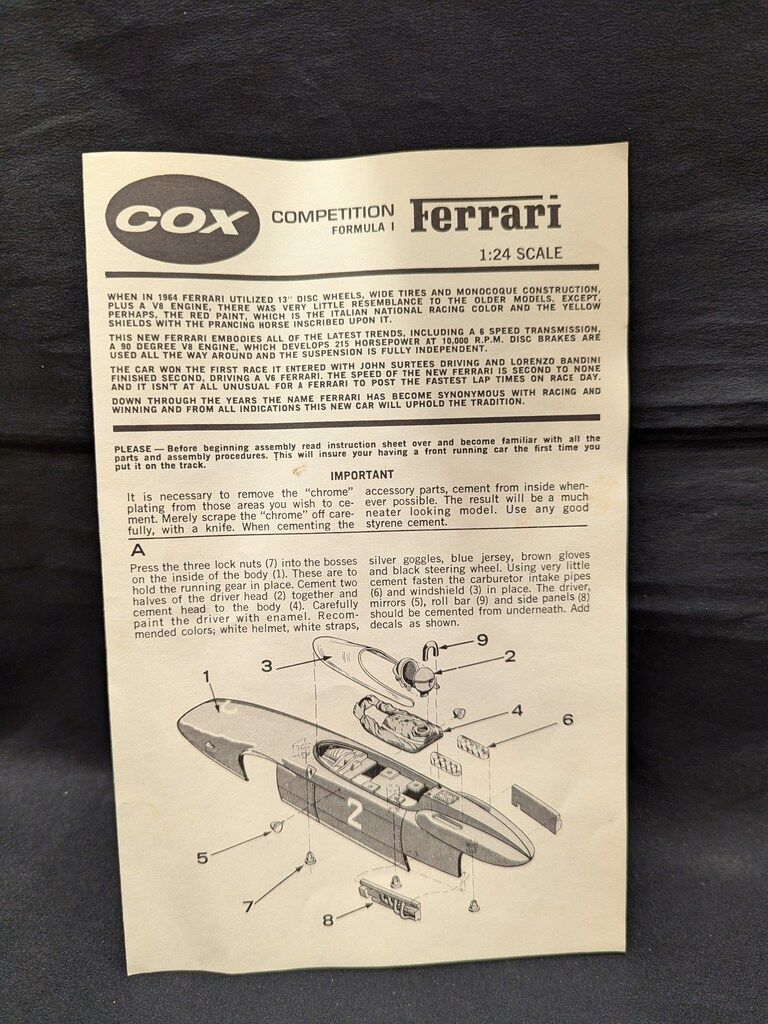 COX
COMPETITION
FORMULA I
Ferrari
1:24 SCALE
WHEN IN 1964 FERRARI UTILIZED 13" DISC WHEELS, WIDE TIRES AND MONOCOQUE CONSTRUCTION,
PLUS A V8 ENGINE, THERE WAS VERY LITTLE RESEMBLANCE TO THE OLDER MODELS. EXCEPT,
PERHAPS, THE RED PAINT, WHICH IS THE ITALIAN NATIONAL RACING COLOR AND THE YELLOW
SHIELDS WITH THE PRANCING HORSE INSCRIBED UPON IT.
THIS NEW FERRARI EMBODIES ALL OF THE LATEST TRENDS, INCLUDING A 6 SPEED TRANSMISSION,
A 90 DEGREE V8 ENGINE, WHICH DEVELOPS 215 HORSEPOWER AT 10,000 R.P.M. DISC BRAKES ARE
USED ALL THE WAY AROUND AND THE SUSPENSION IS FULLY INDEPENDENT.
THE CAR WON THE FIRST RACE IT ENTERED WITH JOHN SURTEES DRIVING AND LORENZO BANDINI
FINISHED SECOND, DRIVING A V6 FERRARI. THE SPEED OF THE NEW FERRARI IS SECOND TO NONE
AND IT ISN'T AT ALL UNUSUAL FOR A FERRARI TO POST THE FASTEST LAP TIMES ON RACE DAY.
DOWN THROUGH THE YEARS THE NAME FERRARI HAS BECOME SYNONYMOUS WITH RACING AND
WINNING AND FROM ALL INDICATIONS THIS NEW CAR WILL UPHOLD THE TRADITION.
PLEASE — Before beginning assembly read instruction sheet over and become familiar with all the
parts and assembly procedures. This will insure your having a front running car the first time you
put it on the track.
IMPORTANT
It is necessary to remove the "chrome"
plating from those areas you wish to ce-
ment. Merely scrape the "chrome" off care-
fully, with a knife. When cementing the
accessory parts, cement from inside when-
ever possible. The result will be a much
neater looking model. Use any good
styrene cement.
A
Press the three lock nuts (7) into the bosses
on the inside of the body (1). These are to
hold the running gear in place. Cement two
halves of the driver head (2) together and
cement head to the body (4). Carefully
paint the driver with enamel. Recom-
mended colors; white helmet, white straps,
silver goggles, blue jersey, brown gloves
and black steering wheel. Using very little
cement fasten the carburetor intake pipes
(6) and windshield (3) in place. The driver,
mirrors (5), roll bar (9) and side panels (8)
should be cemented from underneath. Add
decals as shown.
9
3
2
1
4
6
2
5
7
8